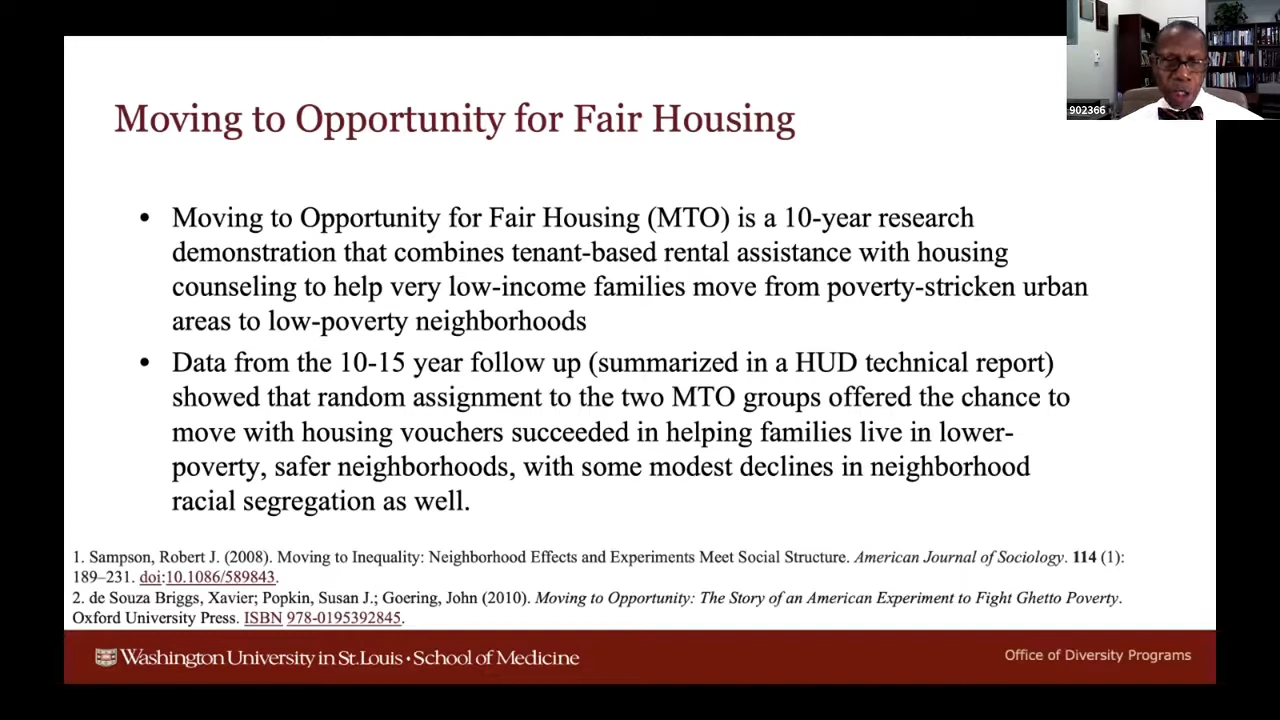 902366
Moving to Opportunity for Fair Housing
• Moving to Opportunity for Fair Housing (MTO) is a 10-year research
demonstration that combines tenant-based rental assistance with housing
counseling to help very low-income families move from poverty-stricken urban
areas to low-poverty neighborhoods
• Data from the 10-15 year follow up (summarized in a HUD technical report)
showed that random assignment to the two MTO groups offered the chance to
move with housing vouchers succeeded in helping families live in lower-
poverty, safer neighborhoods, with some modest declines in neighborhood
racial segregation as well.
1. Sampson, Robert J. (2008). Moving to Inequality: Neighborhood Effects and Experiments Meet Social Structure. American Journal of Sociology. 114 (1):
189–231. doi:10.1086/589843.
2. de Souza Briggs, Xavier; Popkin, Susan J.; Goering, John (2010). Moving to Opportunity: The Story of an American Experiment to Fight Ghetto Poverty.
Oxford University Press. ISBN 978-0195392845.
Washington University in St. Louis • School of Medicine
Office of Diversity Programs